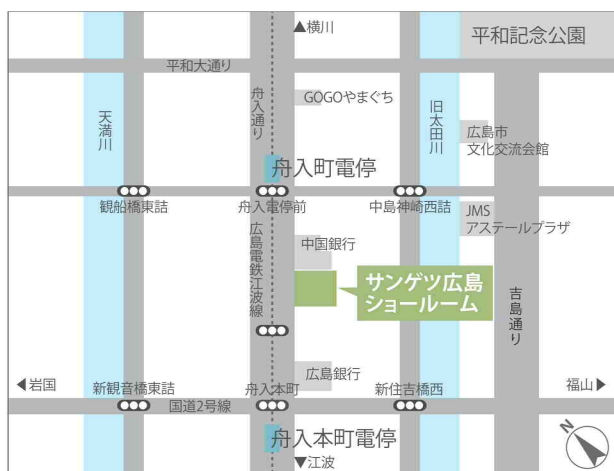 ▲横川
平和記念公園
平和大通り
舟入通り
GOGOやまぐち
天満川
旧太田川
広島市
文化交流会館
舟入町電停
観船橋東詰
舟入電停前
中島神崎西詰
JMS
アステールプラザ
広島電鉄江波線
中国銀行
サンゲツ広島
ショールーム
吉島通り
広島銀行
◀岩国
新観音橋東詰
舟入本町
新住吉橋西
福山▶
国道2号線
舟入本町電停
▼江波
N